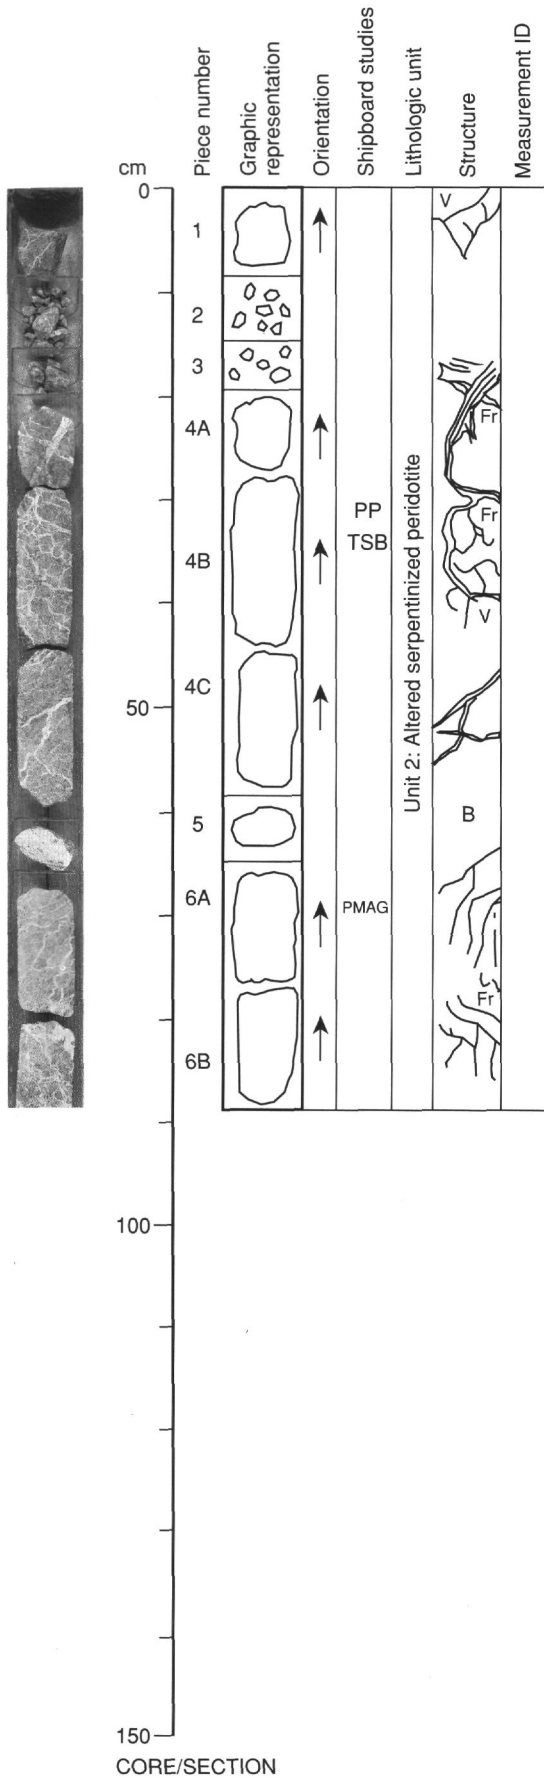 cm
Piece number
Graphic
representation
Orientation
Shipboard studies
Lithologic unit
Structure
Measurement ID
0
V
1
2
3
Fr
4A
PP
Fr
TSB
4B
V
4C
50
Unit 2: Altered serpentinized peridotite
5
B
6A
PMAG
Fr
6B
100
150
CORE/SECTION